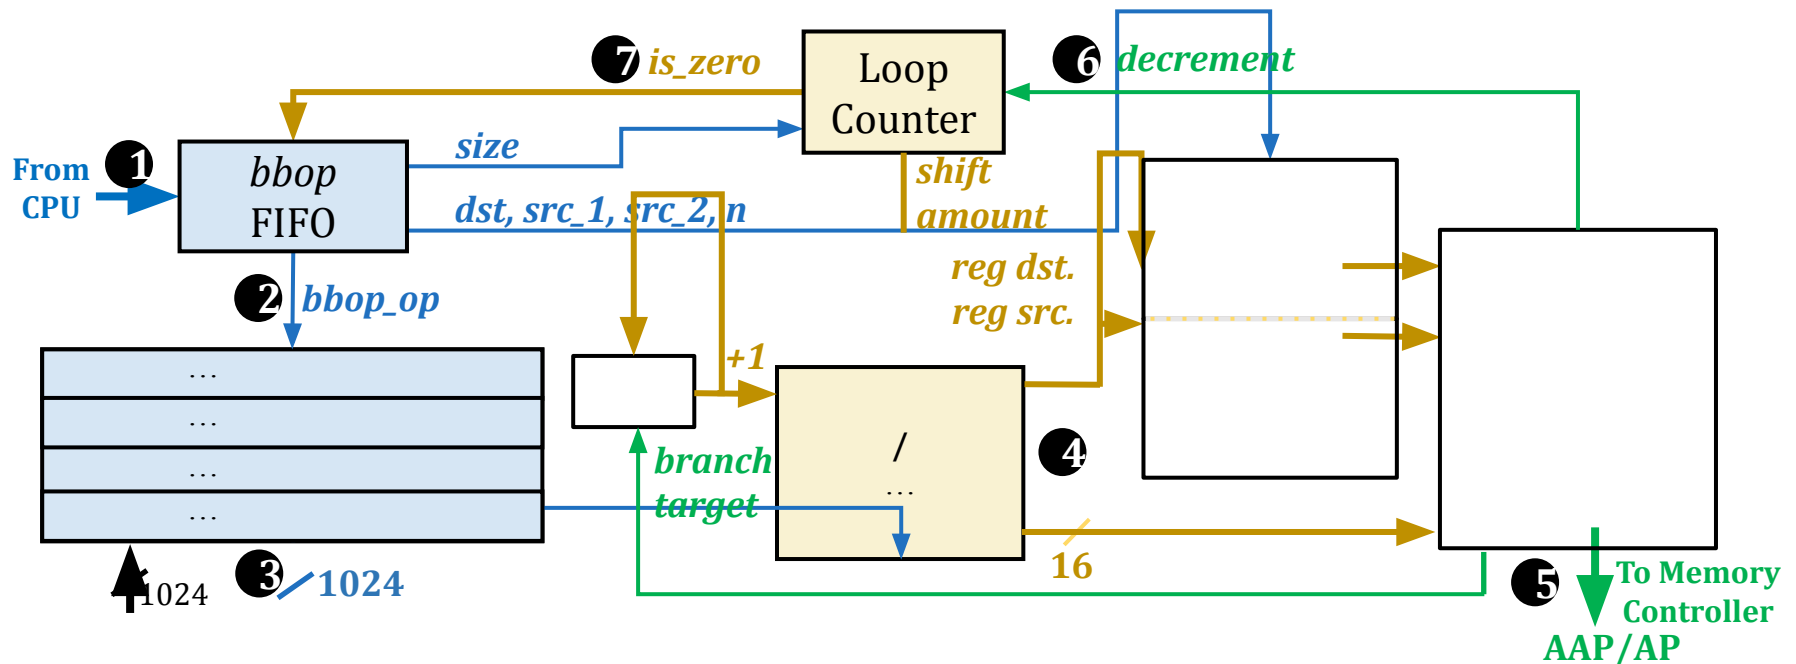 7 is_zero
Loop
Counter
6 decrement
From
CPU
1
bbop
FIFO
size
dst, src_1, src_2, n
shift
amount
reg dst.
reg src.
2 bbop_op
+1
…
…
…
…
branch
target
/
…
4
16
3 1024
1024
5
To Memory
Controller
AAP/AP